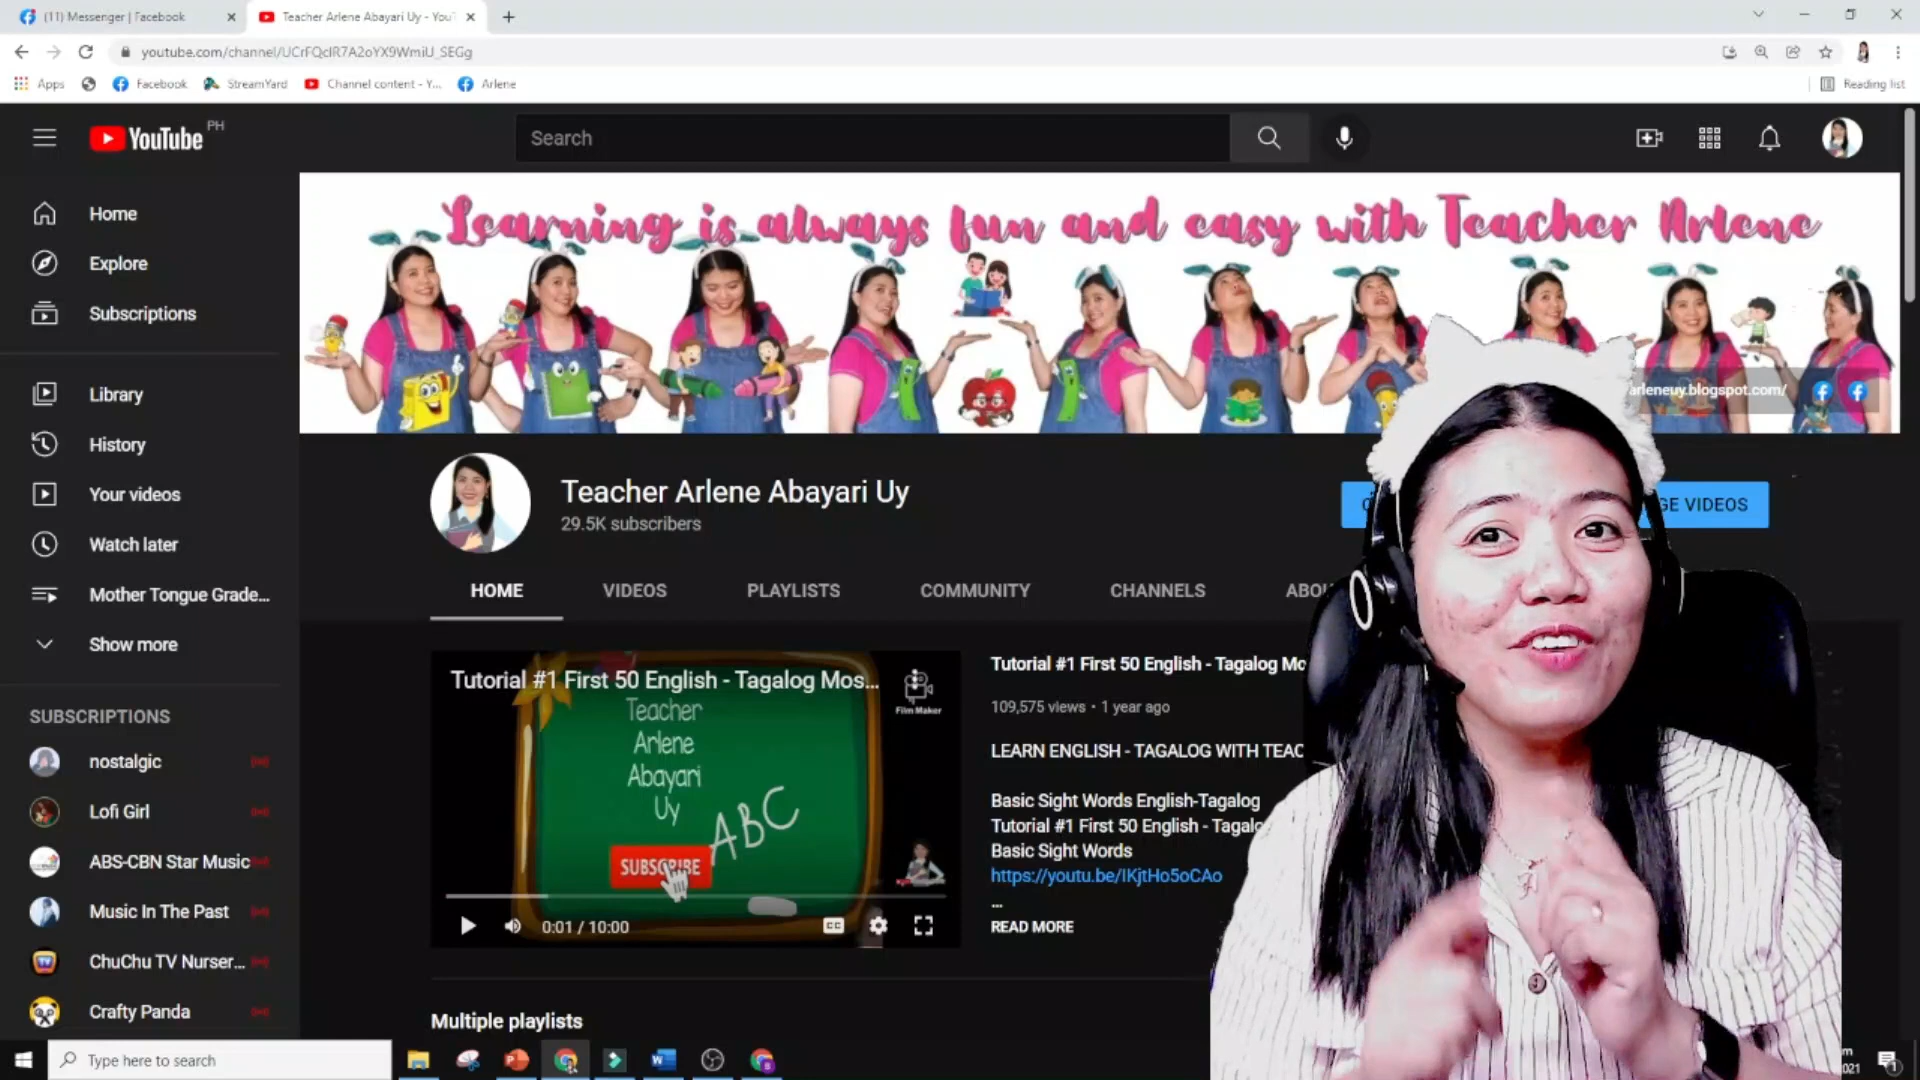 (11) Messenger | Facebook
Teacher Arlene Abayari Uy - You
youtube.com/channel/UCrFQclR7A2oYX9WmiU_SEGg
Apps
Facebook
StreamYard
Channel content - Y...
Arlene
Reading list
YouTube PH
Search
Learning is always fun and easy with Teacher Arlene
arleneuy.blogspot.com/
Home
Explore
Subscriptions
Library
History
Your videos
Watch later
Mother Tongue Grade...
Show more
SUBSCRIPTIONS
nostalgic
Lofi Girl
ABS-CBN Star Music
Music In The Past
ChuChu TV Nurser...
Crafty Panda
Teacher Arlene Abayari Uy
29.5K subscribers
GE VIDEOS
HOME
VIDEOS
PLAYLISTS
COMMUNITY
CHANNELS
ABOU
Tutorial #1 First 50 English - Tagalog Mos...
Film Maker
Teacher
Arlene
Abayari
Uy
ABC
SUBSCRIBE
0:01 / 10:00
CC
Tutorial #1 First 50 English - Tagalog Mo
109,575 views • 1 year ago
LEARN ENGLISH - TAGALOG WITH TEAC
Basic Sight Words English-Tagalog
Tutorial #1 First 50 English - Tagalo
Basic Sight Words
https://youtu.be/IKjtHo5oCAo
...
READ MORE
Multiple playlists
Type here to search